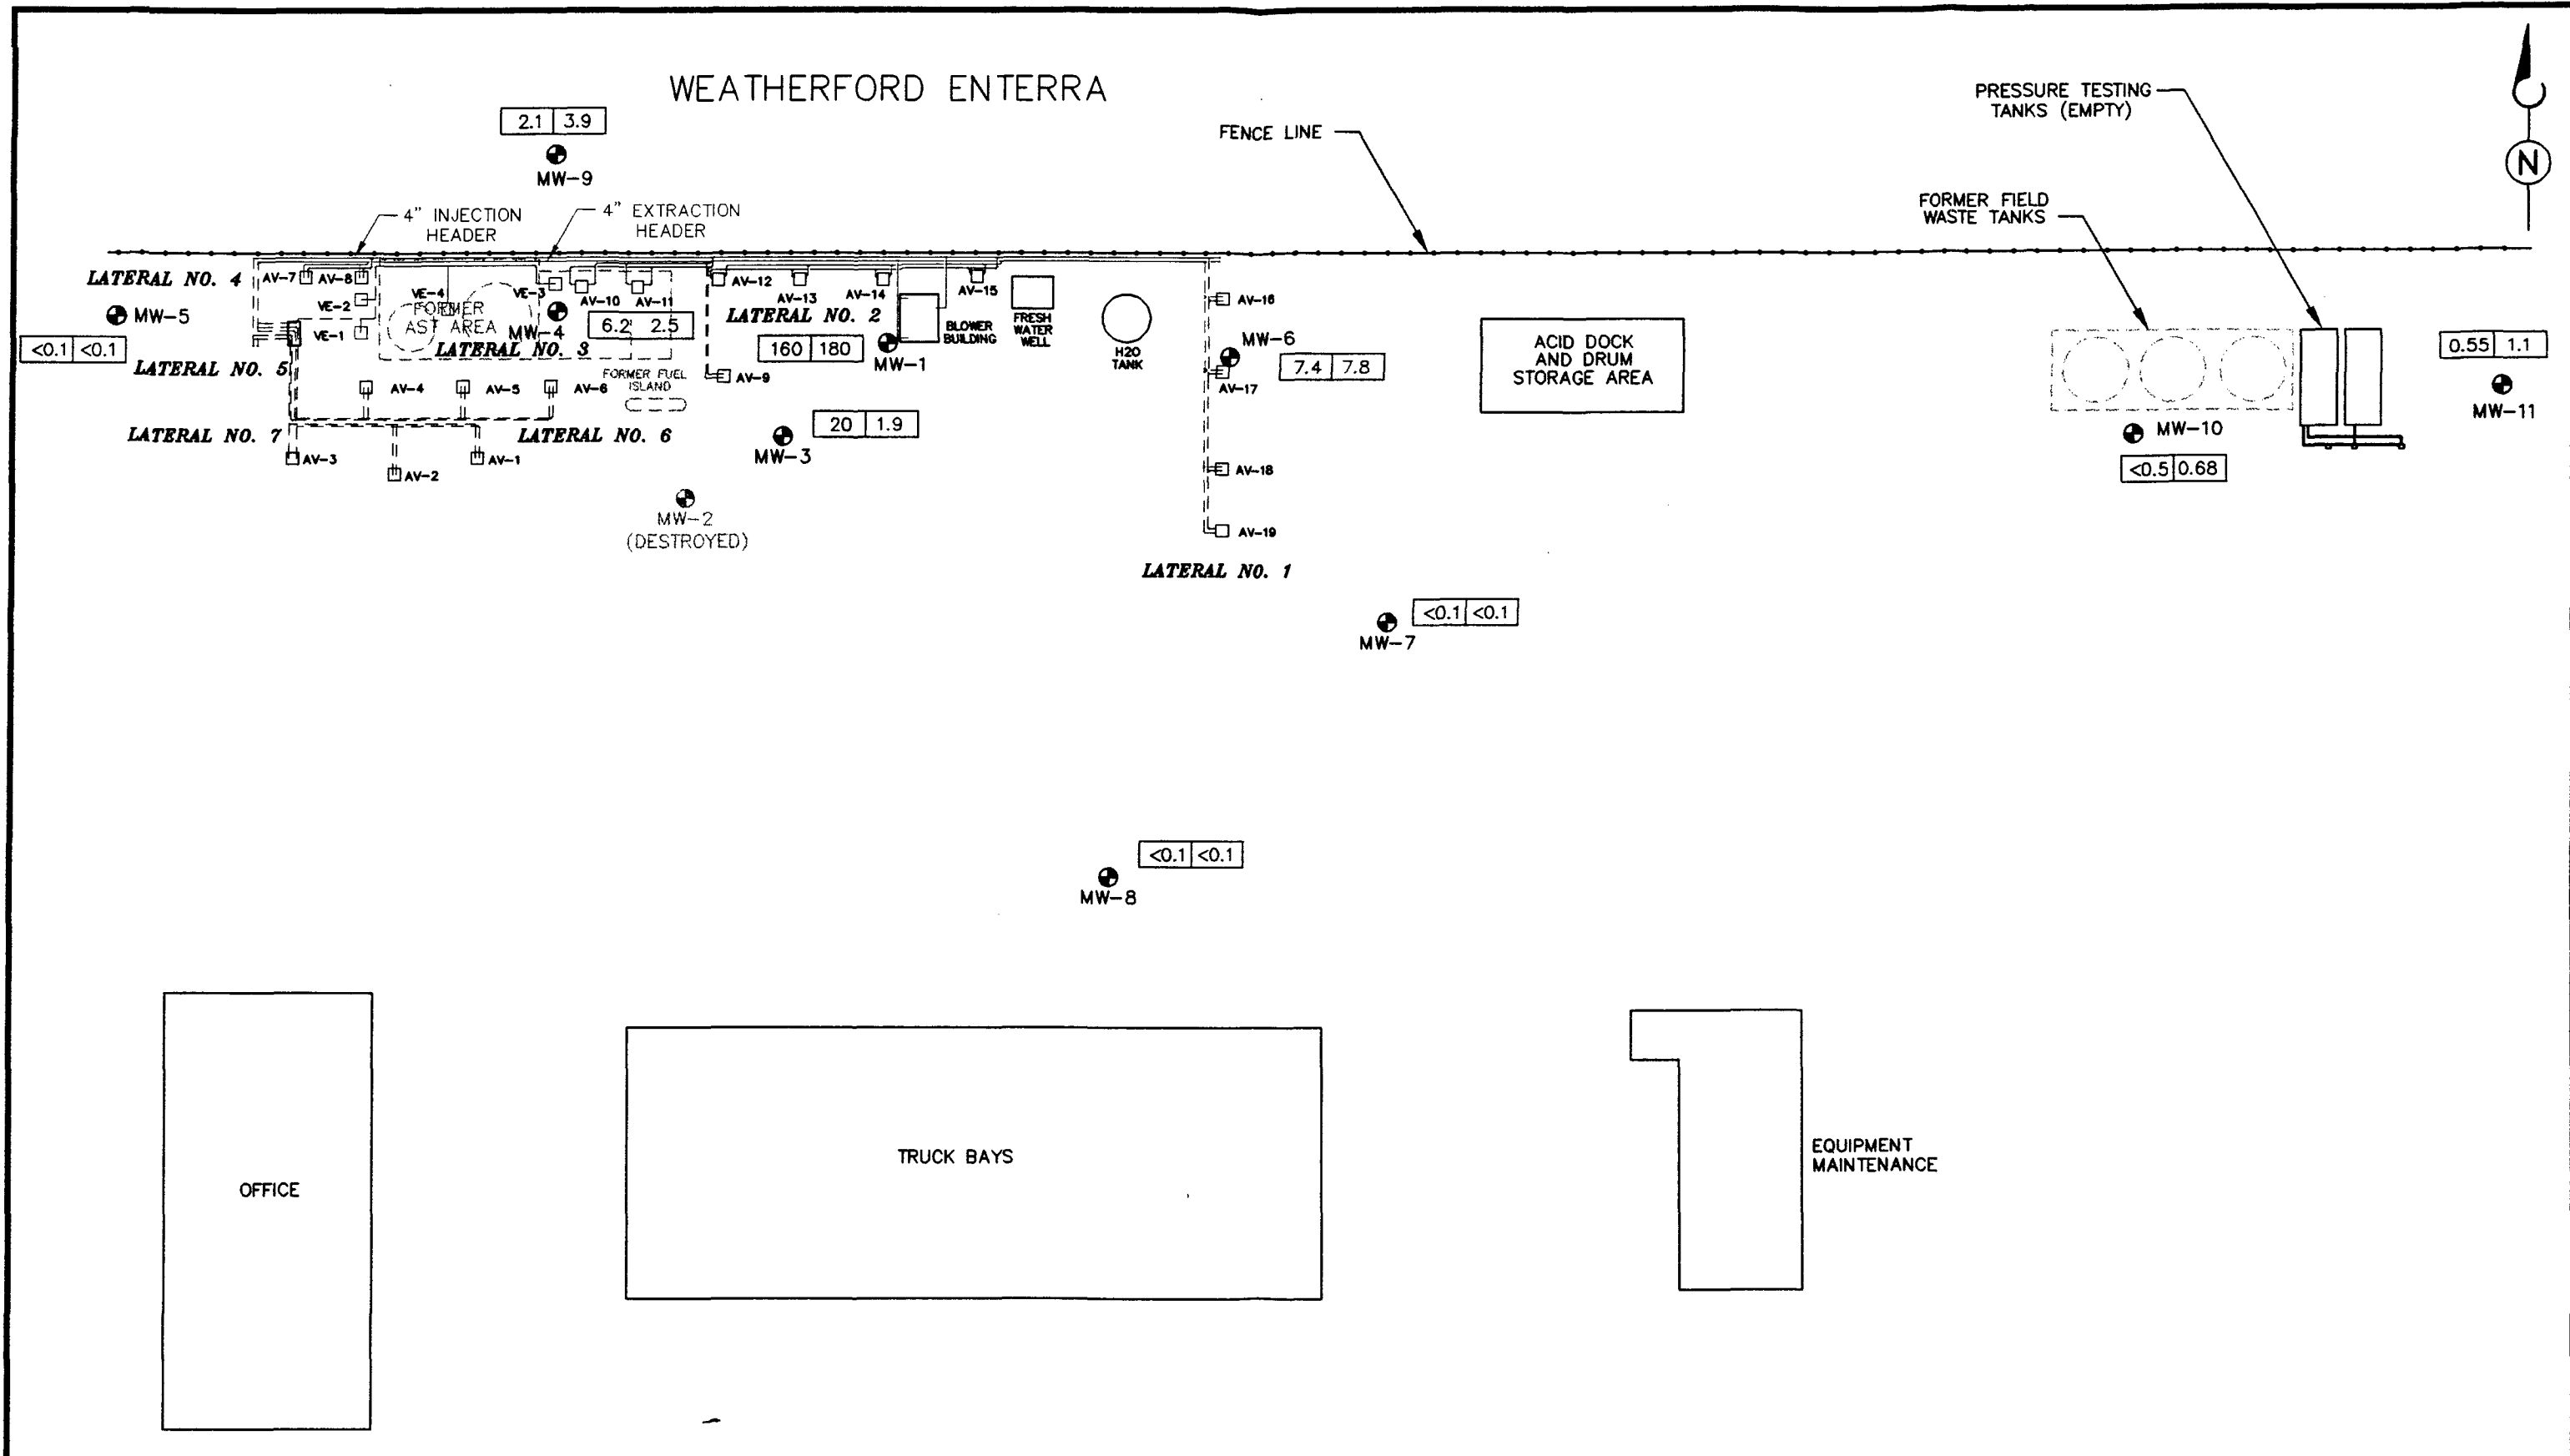 WEATHERFORD ENTERRA
PRESSURE TESTING
TANKS (EMPTY)
2.1 3.9
FENCE LINE
MW-9
N
FORMER FIELD
WASTE TANKS
4" INJECTION
HEADER
4" EXTRACTION
HEADER
LATERAL NO. 4
AV-7
AV-8
VE-4
VE-3
AV-10
AV-11
AV-12
AV-13
AV-14
AV-15
AV-16
VE-2
MW-5
FORMER
AST AREA
MW-4
6.2 2.5
LATERAL NO. 2
BLOWER
BUILDING
FRESH
WATER
WELL
H2O
TANK
VE-1
<0.1 <0.1
LATERAL NO. 3
160 180
MW-1
MW-6
7.4 7.8
AV-17
ACID DOCK
AND DRUM
STORAGE AREA
0.55 1.1
MW-11
LATERAL NO. 5
FORMER FUEL
ISLAND
AV-9
AV-4
AV-5
AV-6
20 1.9
MW-3
LATERAL NO. 7
LATERAL NO. 6
MW-10
<0.5 0.68
AV-3
AV-2
AV-1
AV-18
MW-2
(DESTROYED)
AV-19
LATERAL NO. 1
<0.1 <0.1
MW-7
<0.1 <0.1
MW-8
OFFICE
TRUCK BAYS
EQUIPMENT
MAINTENANCE